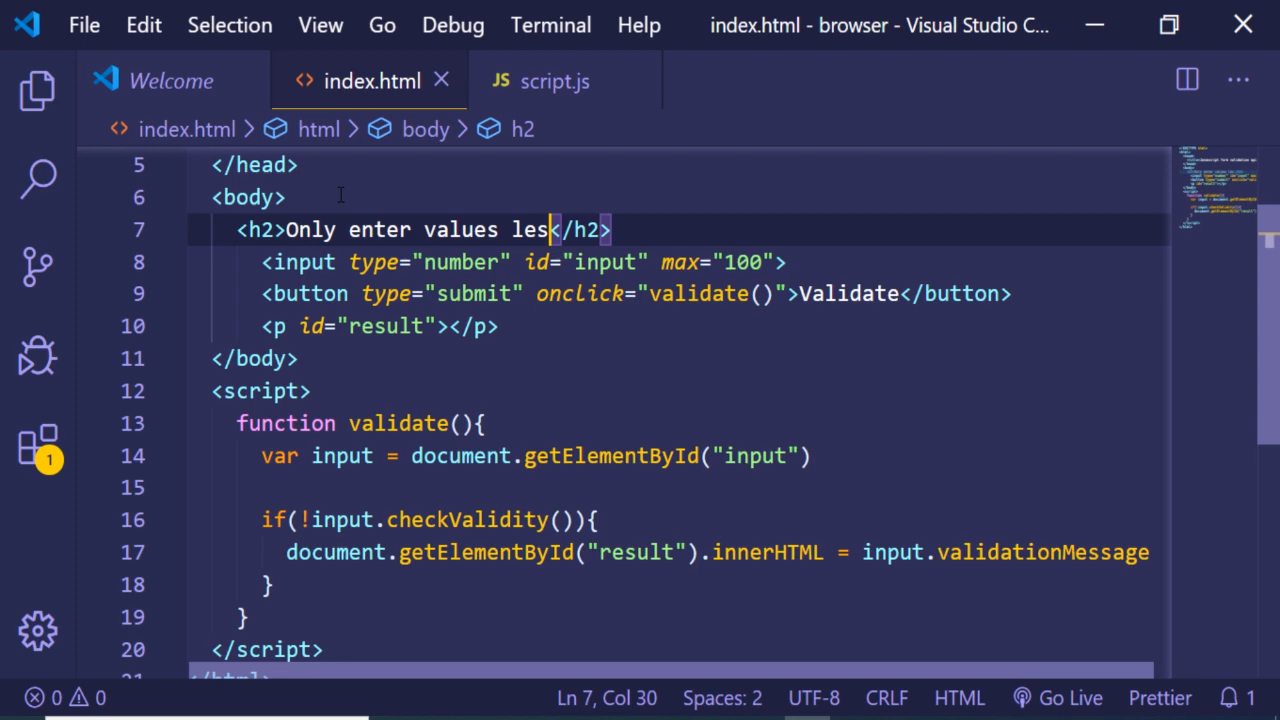 File Edit Selection View Go Debug Terminal Help index.html - browser - Visual Studio C...
Welcome index.html JS script.js ...
index.html > html > body > h2
5 </head>
6 <body>
7 <h2>Only enter values les</h2>
8 <input type="number" id="input" max="100">
9 <button type="submit" onclick="validate()">Validate</button>
10 <p id="result"></p>
11 </body>
12 <script>
13 function validate(){
14 var input = document.getElementById("input")
15
16 if(!input.checkValidity()){
17 document.getElementById("result").innerHTML = input.validationMessage
18 }
19 }
20 </script>
21 </html>
1
0 0 Ln 7, Col 30 Spaces: 2 UTF-8 CRLF HTML Go Live Prettier 1